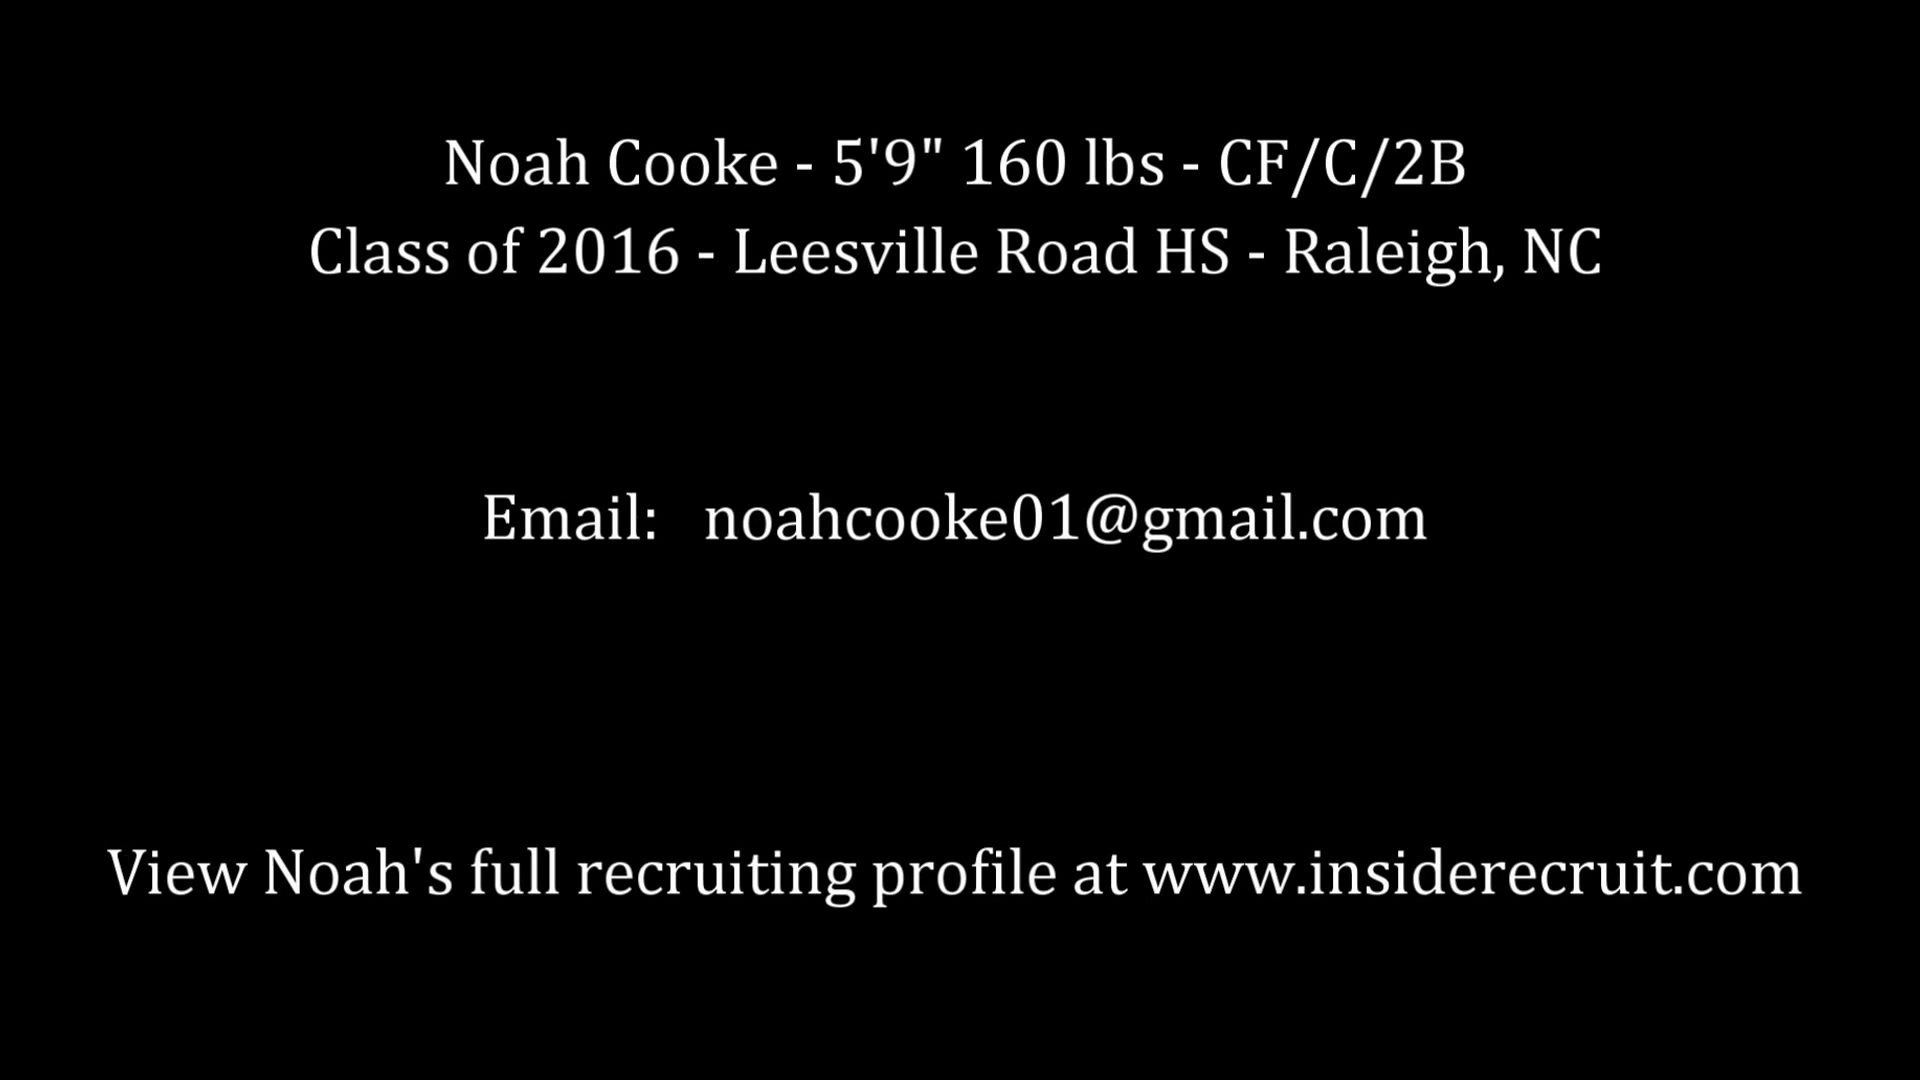 Noah Cooke - 5'9" 160 lbs - CF/C/2B
Class of 2016 - Leesville Road HS - Raleigh, NC
Email: noahcooke01@gmail.com
View Noah's full recruiting profile at www.insiderecruit.com